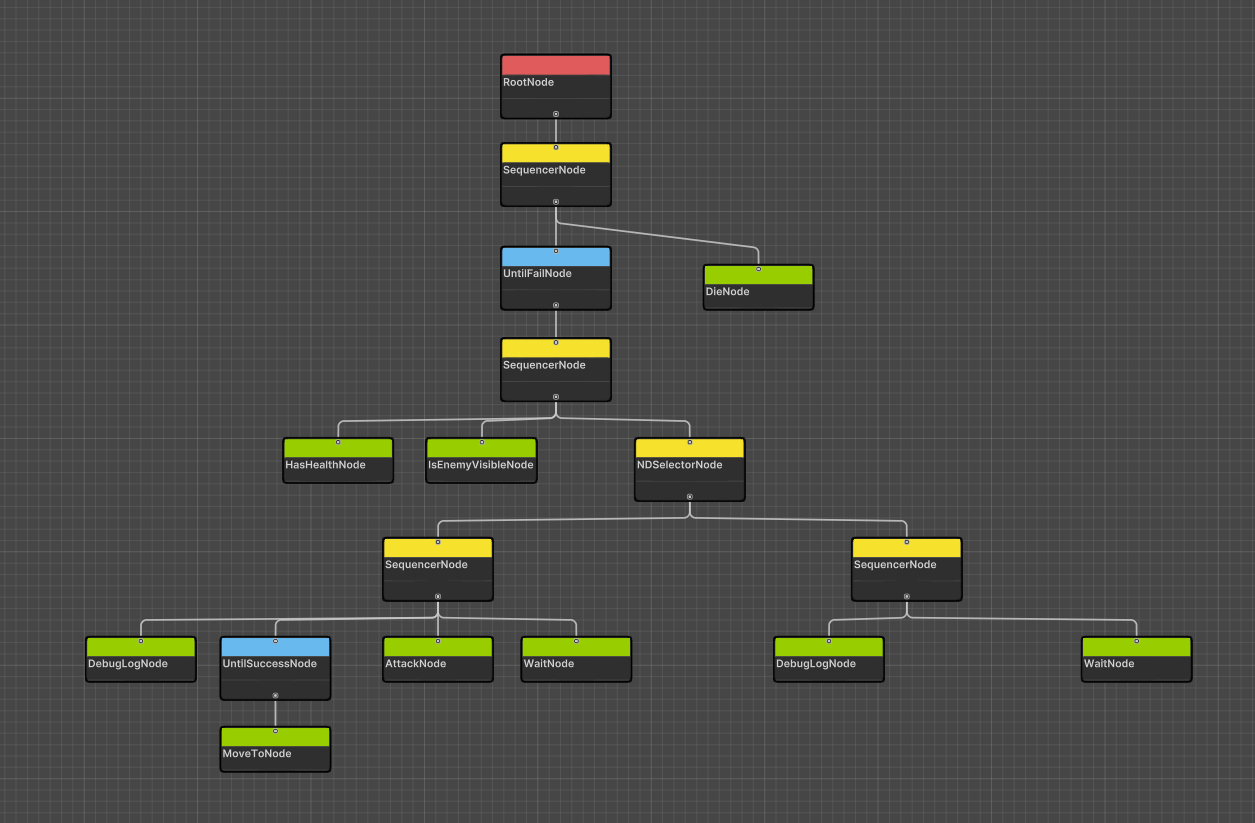 RootNode
SequencerNode
UntilFailNode
DieNode
SequencerNode
HasHealthNode
IsEnemyVisibleNode
NDSelectorNode
SequencerNode
SequencerNode
DebugLogNode
UntilSuccessNode
AttackNode
WaitNode
DebugLogNode
WaitNode
MoveToNode